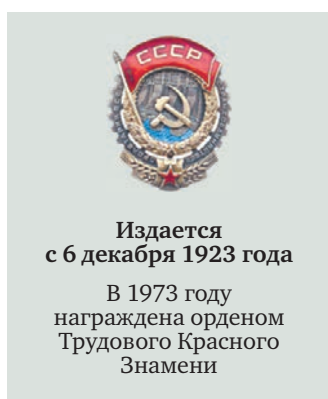 СССР
Издается
с 6 декабря 1923 года
В 1973 году
награждена орденом
Трудового Красного
Знамени